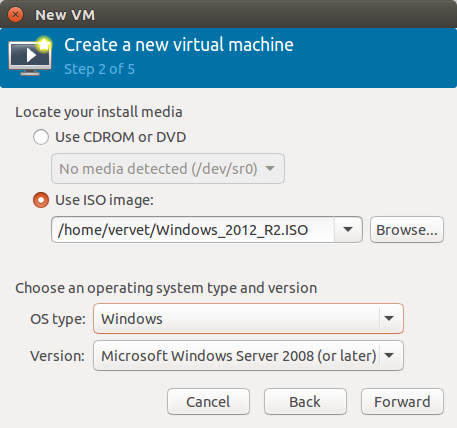 New VM
Create a new virtual machine
Step 2 of 5
Locate your install media
Use CDROM or DVD
No media detected (/dev/sr0)
Use ISO image:
/home/vervet/Windows_2012_R2.ISO Browse...
Choose an operating system type and version
OS type: Windows
Version: Microsoft Windows Server 2008 (or later)
Cancel Back Forward